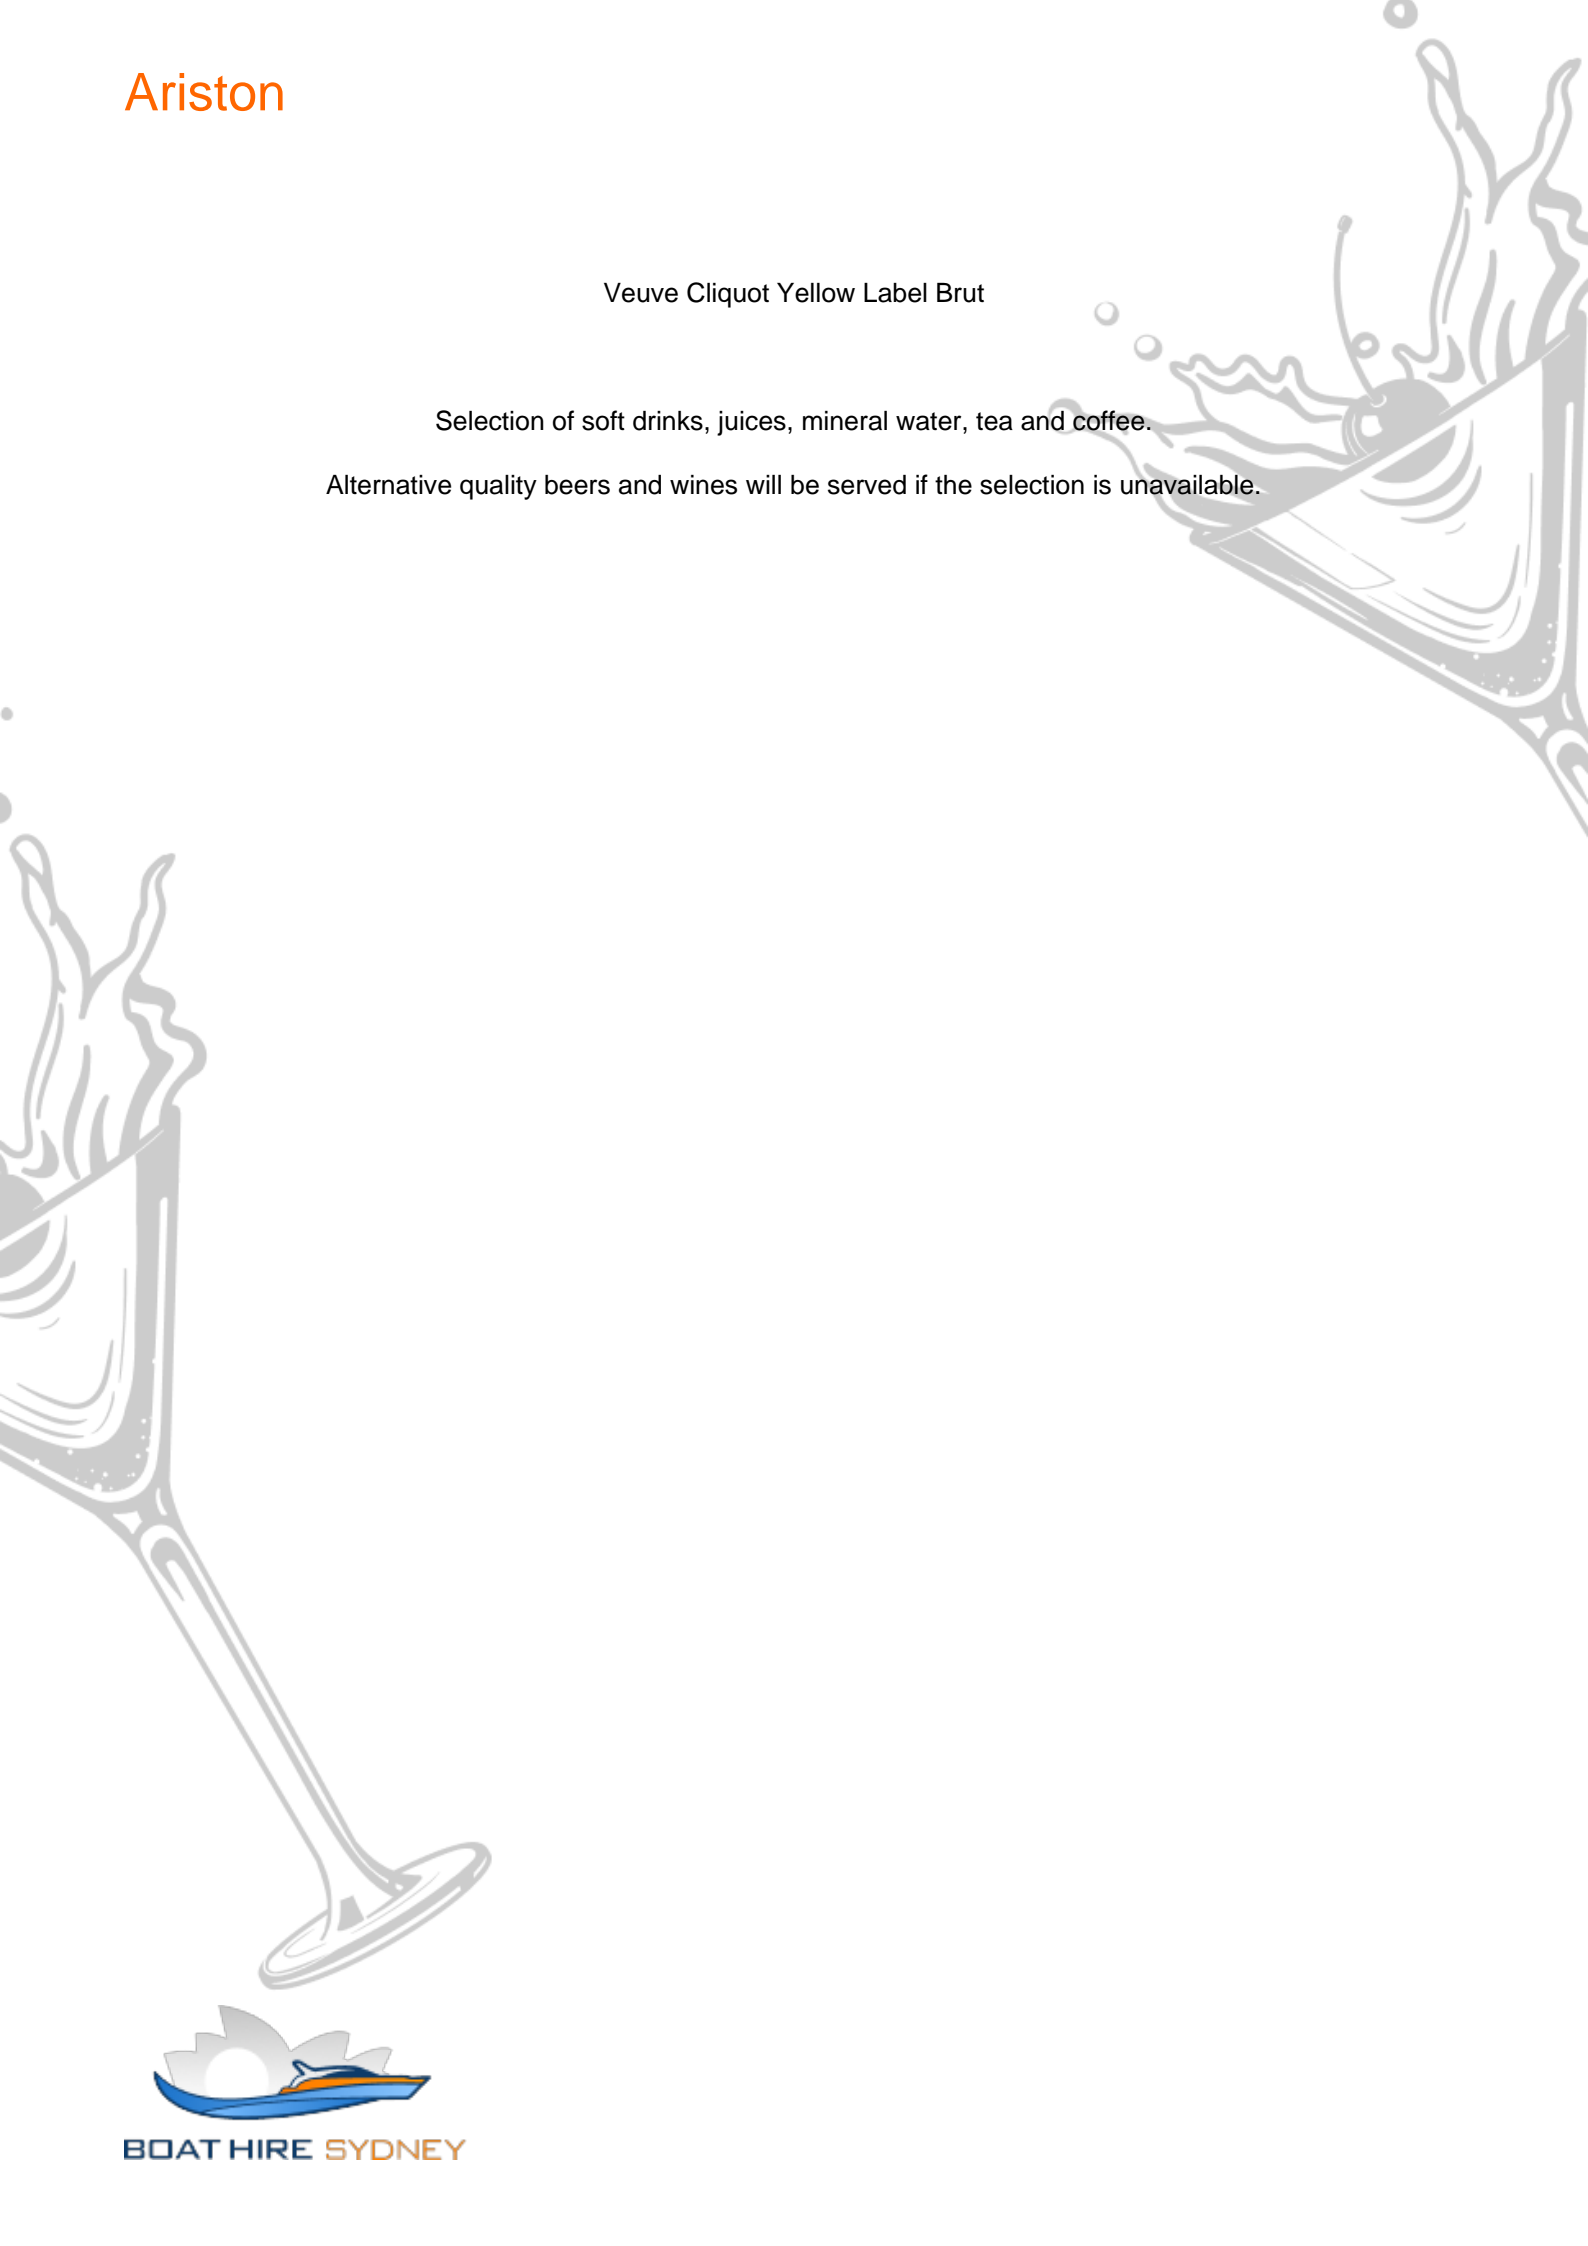 Ariston
Veuve Cliquot Yellow Label Brut
Selection of soft drinks, juices, mineral water, tea and coffee.
Alternative quality beers and wines will be served if the selection is unavailable.
BOAT HIRE SYDNEY